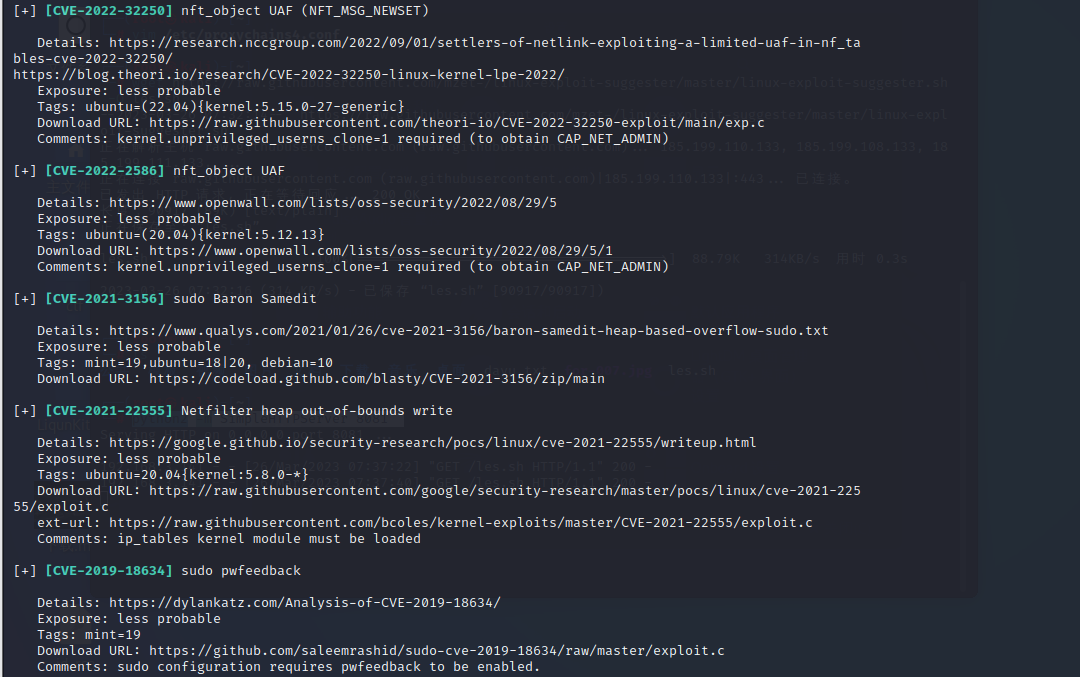 [+] [CVE-2022-32250] nft_object UAF (NFT_MSG_NEWSET)
Details: https://research.nccgroup.com/2022/09/01/settlers-of-netlink-exploiting-a-limited-uaf-in-nf_ta
bles-cve-2022-32250/
https://blog.theori.io/research/CVE-2022-32250-linux-kernel-lpe-2022/
Exposure: less probable
Tags: ubuntu=(22.04){kernel:5.15.0-27-generic}
Download URL: https://raw.githubusercontent.com/theori-io/CVE-2022-32250-exploit/main/exp.c
Comments: kernel.unprivileged_userns_clone=1 required (to obtain CAP_NET_ADMIN)
[+] [CVE-2022-2586] nft_object UAF
Details: https://www.openwall.com/lists/oss-security/2022/08/29/5
Exposure: less probable
Tags: ubuntu=(20.04){kernel:5.12.13}
Download URL: https://www.openwall.com/lists/oss-security/2022/08/29/5/1
Comments: kernel.unprivileged_userns_clone=1 required (to obtain CAP_NET_ADMIN)
[+] [CVE-2021-3156] sudo Baron Samedit
Details: https://www.qualys.com/2021/01/26/cve-2021-3156/baron-samedit-heap-based-overflow-sudo.txt
Exposure: less probable
Tags: mint=19,ubuntu=18|20, debian=10
Download URL: https://codeload.github.com/blasty/CVE-2021-3156/zip/main
[+] [CVE-2021-22555] Netfilter heap out-of-bounds write
Details: https://google.github.io/security-research/pocs/linux/cve-2021-22555/writeup.html
Exposure: less probable
Tags: ubuntu=20.04{kernel:5.8.0-*}
Download URL: https://raw.githubusercontent.com/google/security-research/master/pocs/linux/cve-2021-225
55/exploit.c
ext-url: https://raw.githubusercontent.com/bcoles/kernel-exploits/master/CVE-2021-22555/exploit.c
Comments: ip_tables kernel module must be loaded
[+] [CVE-2019-18634] sudo pwfeedback
Details: https://dylankatz.com/Analysis-of-CVE-2019-18634/
Exposure: less probable
Tags: mint=19
Download URL: https://github.com/saleemrashid/sudo-cve-2019-18634/raw/master/exploit.c
Comments: sudo configuration requires pwfeedback to be enabled.